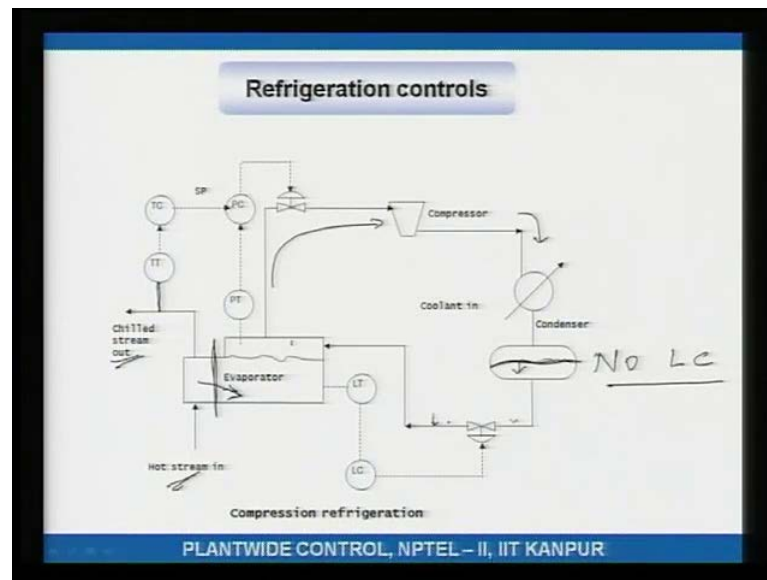 Refrigeration controls
SP
TC
PC
Compressor
TT
PT
Coolant in
Condenser
Chilled
stream
out
Evaporator
NO LC
LT
Hot stream in
LC
Compression refrigeration
PLANTWIDE CONTROL, NPTEL – II, IIT KANPUR